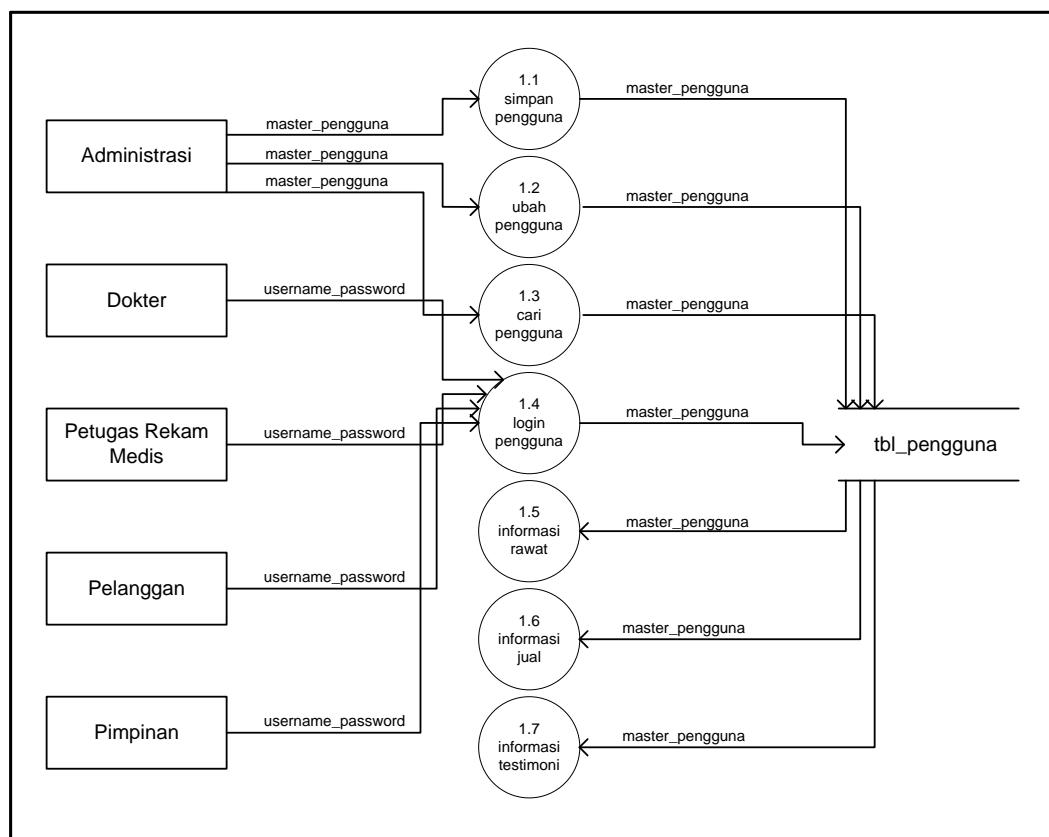 1.1
simpan
pengguna
master_pengguna
master_pengguna
Administrasi
master_pengguna
master_pengguna
1.2
ubah
pengguna
master_pengguna
Dokter
username_password
1.3
cari
pengguna
master_pengguna
1.4
login
pengguna
master_pengguna
Petugas Rekam
Medis
username_password
tbl_pengguna
1.5
informasi
rawat
master_pengguna
Pelanggan
username_password
1.6
informasi
jual
master_pengguna
Pimpinan
username_password
1.7
informasi
testimoni
master_pengguna